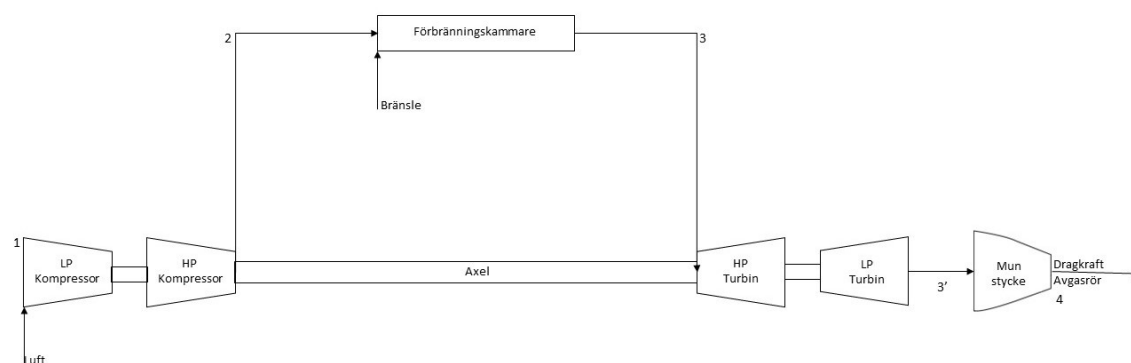 2
Förbränningskammare
3
Bränsle
1
LP
Kompressor
HP
Kompressor
Axel
HP
Turbin
LP
Turbin
3’
Mun
stycke
Dragkraft
Avgasrör
4
Luft